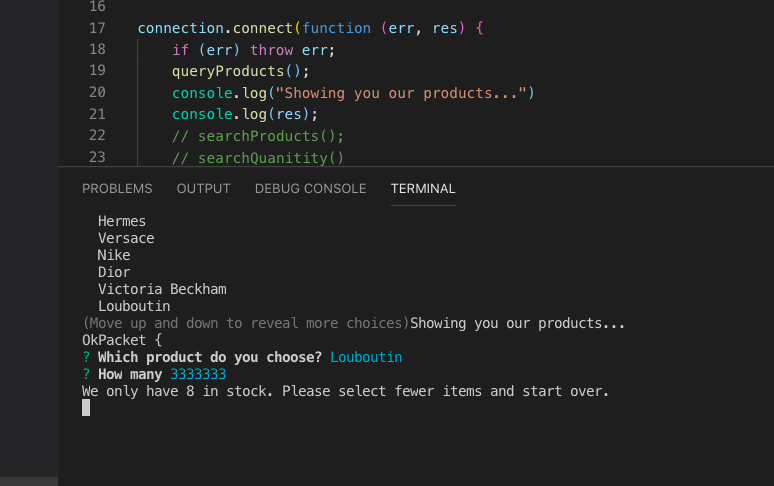 16
17 connection.connect(function (err, res) {
18 if (err) throw err;
19 queryProducts();
20 console.log("Showing you our products...")
21 console.log(res);
22 // searchProducts();
23 // searchQuanitity()
PROBLEMS OUTPUT DEBUG CONSOLE TERMINAL
Hermes
Versace
Nike
Dior
Victoria Beckham
Louboutin
(Move up and down to reveal more choices)Showing you our products...
OkPacket {
? Which product do you choose? Louboutin
? How many 3333333
We only have 8 in stock. Please select fewer items and start over.